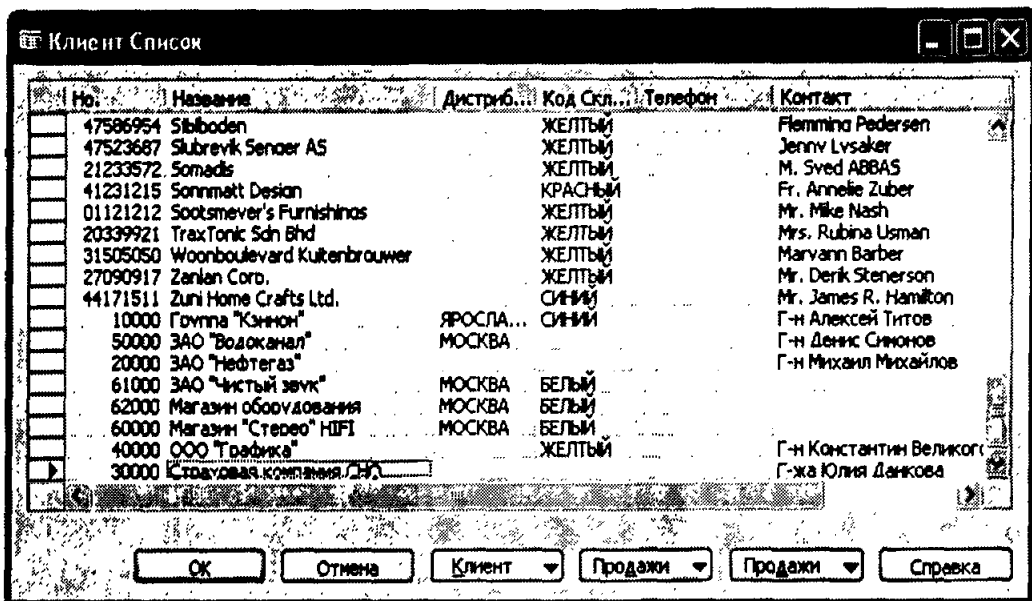 Клиент Список
Но. Название Дистриб... Код Скл... Телефон Контакт
47586954 Sibiboden ЖЕЛТЫЙ Flemming Pedersen
47523687 Slubrevik Senger AS ЖЕЛТЫЙ Jenny Lysaker
21233572 Somadis ЖЕЛТЫЙ M. Syed ABBAS
41231215 Sonnmatt Design КРАСНЫЙ Fr. Annelie Zuber
01121212 Spotsmeyer's Furnishings ЖЕЛТЫЙ Mr. Mike Nash
20339921 TraxTonic Sdn Bhd ЖЕЛТЫЙ Mrs. Rubina Usman
31505050 Woonboulevard Kuitenbrouwer ЖЕЛТЫЙ Maryann Barber
27090917 Zanlan Corp. ЖЕЛТЫЙ Mr. Derik Stenerson
44171511 Zuni Home Crafts Ltd. СИНИЙ Mr. James R. Hamilton
10000 Группа "Кэннон" ЯРОСЛА... СИНИЙ Г-н Алексей Титов
50000 ЗАО "Водоканал" МОСКВА Г-н Денис Симонов
20000 ЗАО "Нефтегаз" Г-н Михаил Михайлов
61000 ЗАО "Чистый звук" МОСКВА БЕЛЫЙ
62000 Магазин оборудования МОСКВА БЕЛЫЙ
60000 Магазин "Стерео" HIFI МОСКВА БЕЛЫЙ
40000 ООО "Графика" ЖЕЛТЫЙ Г-н Константин Великого
30000 Страховая компания Г-жа Юлия Данкова
ОК Отмена Клиент Продажи Продажи Справка